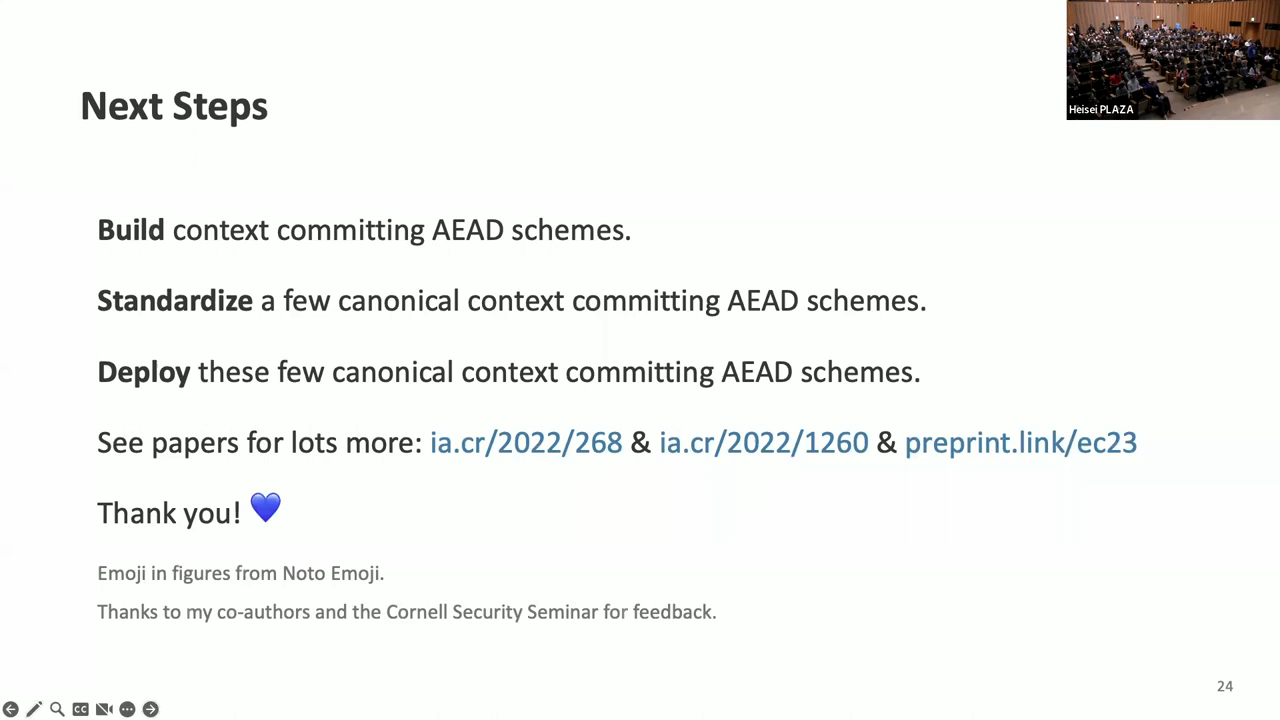 Heisei PLAZA
Next Steps
Build context committing AEAD schemes.
Standardize a few canonical context committing AEAD schemes.
Deploy these few canonical context committing AEAD schemes.
See papers for lots more: ia.cr/2022/268 & ia.cr/2022/1260 & preprint.link/ec23
Thank you! 💙
Emoji in figures from Noto Emoji.
Thanks to my co-authors and the Cornell Security Seminar for feedback.
24
CC